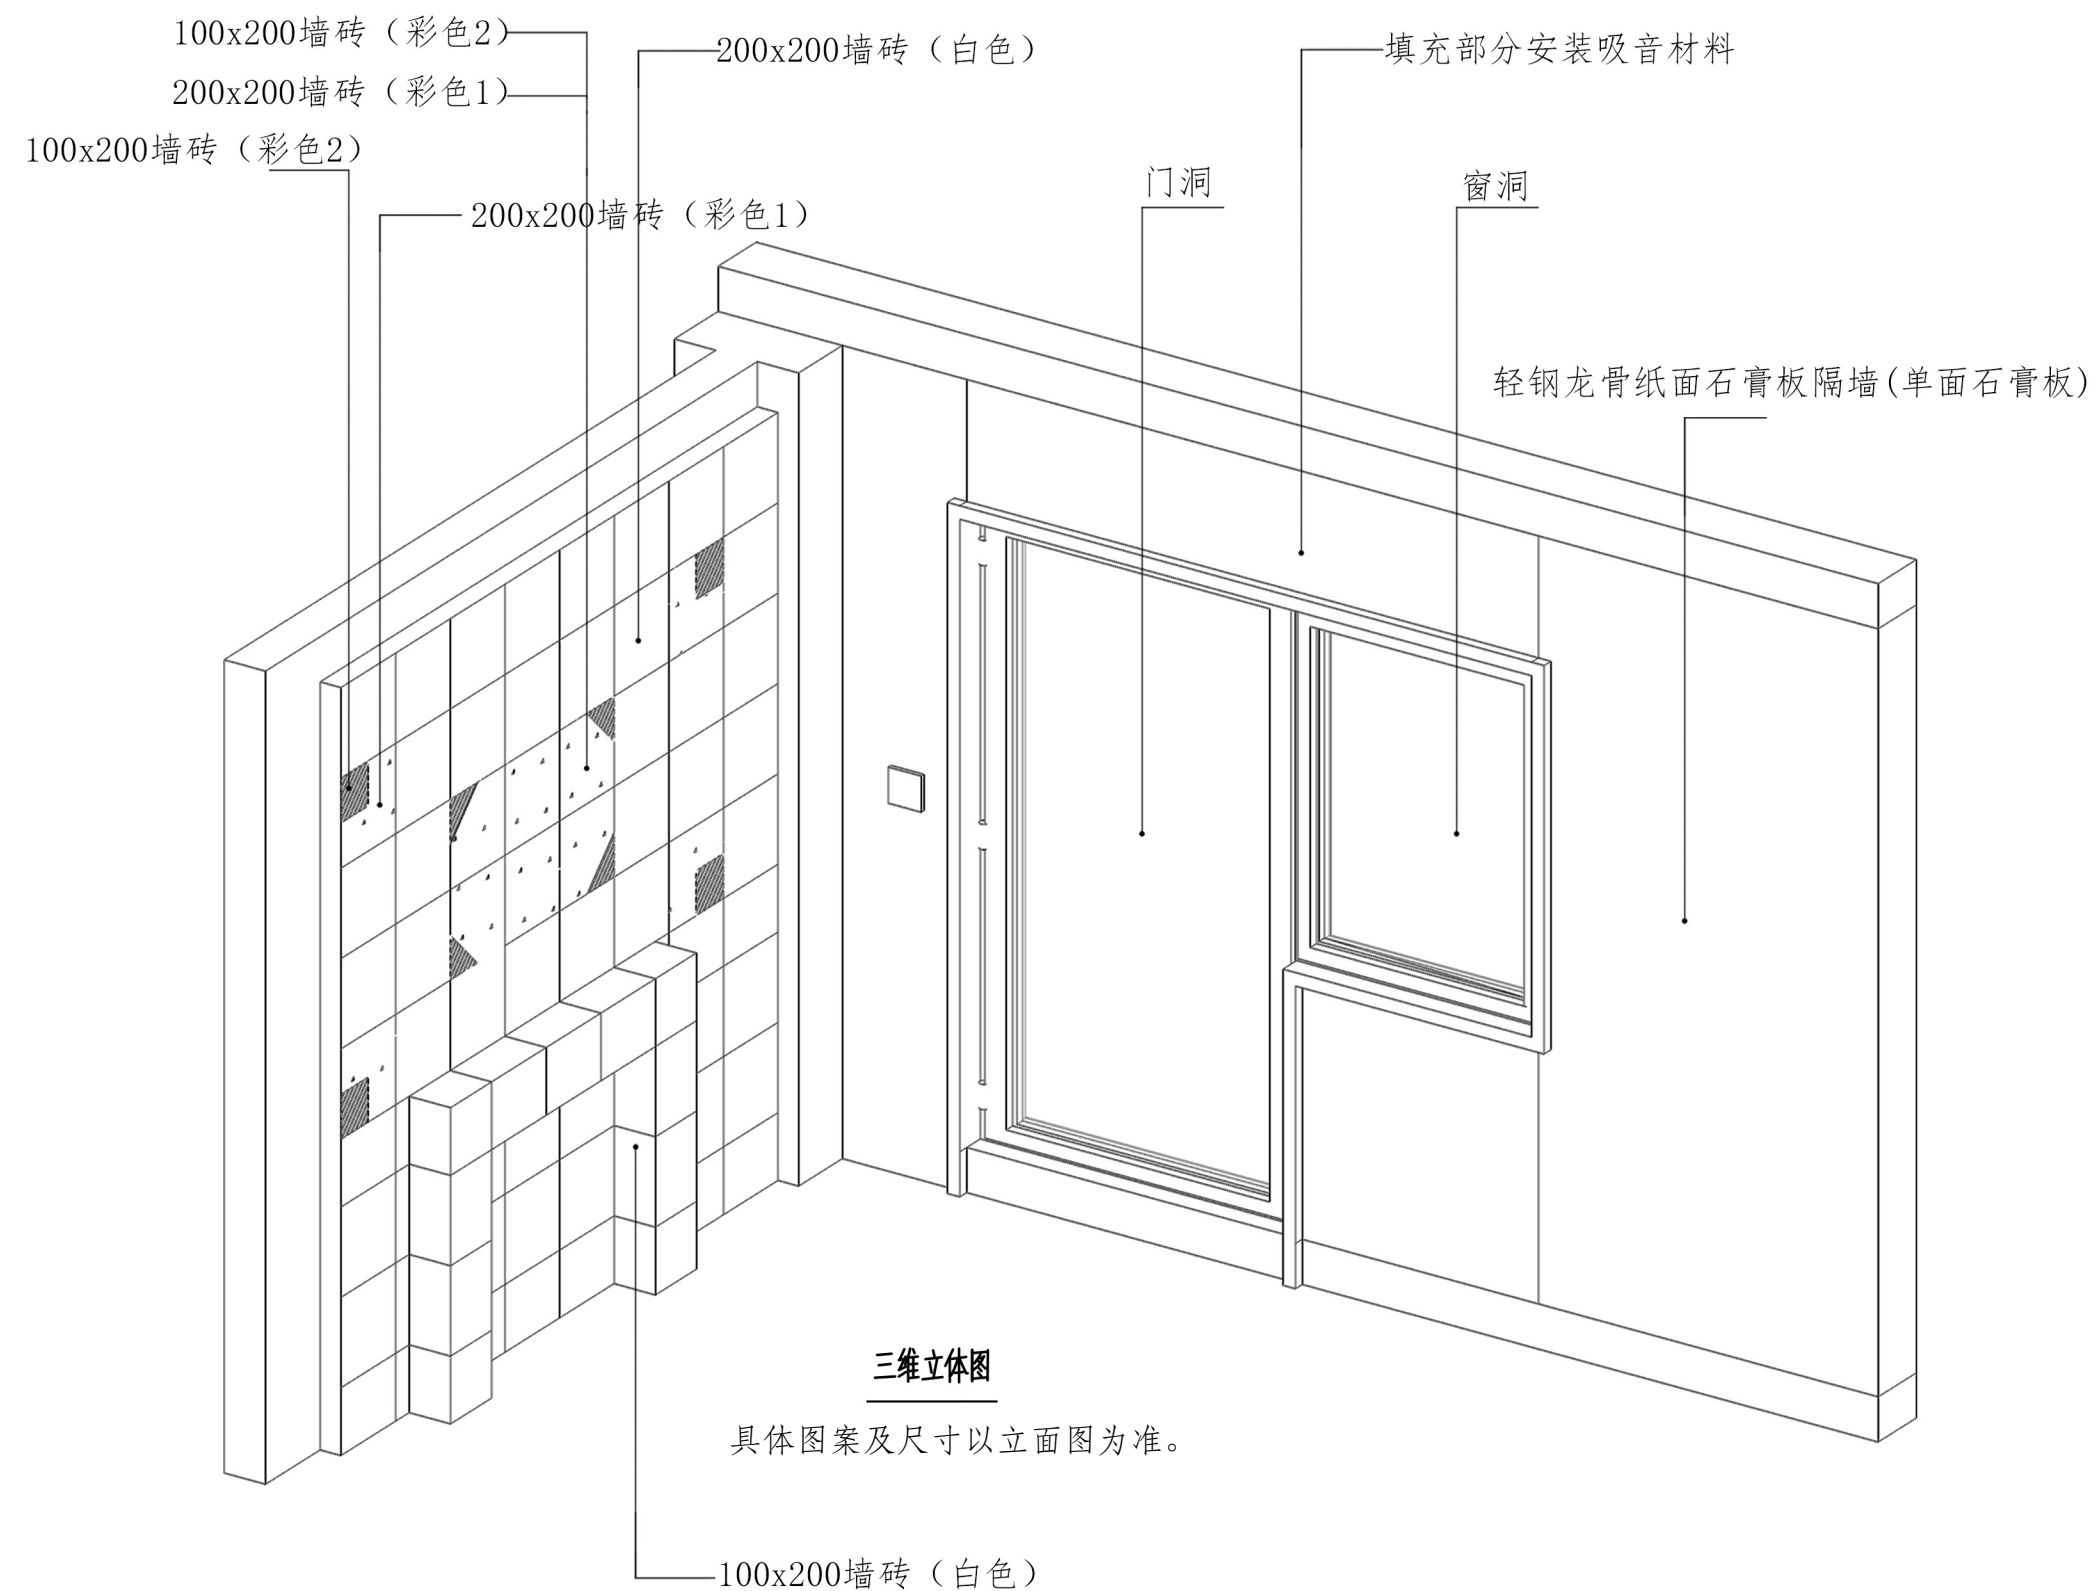 100x200墙砖（彩色2）
200x200墙砖（白色）
填充部分安装吸音材料
200x200墙砖（彩色1）
100x200墙砖（彩色2）
门洞
窗洞
200x200墙砖（彩色1）
轻钢龙骨纸面石膏板隔墙(单面石膏板)
三维立体图
具体图案及尺寸以立面图为准。
100x200墙砖（白色）